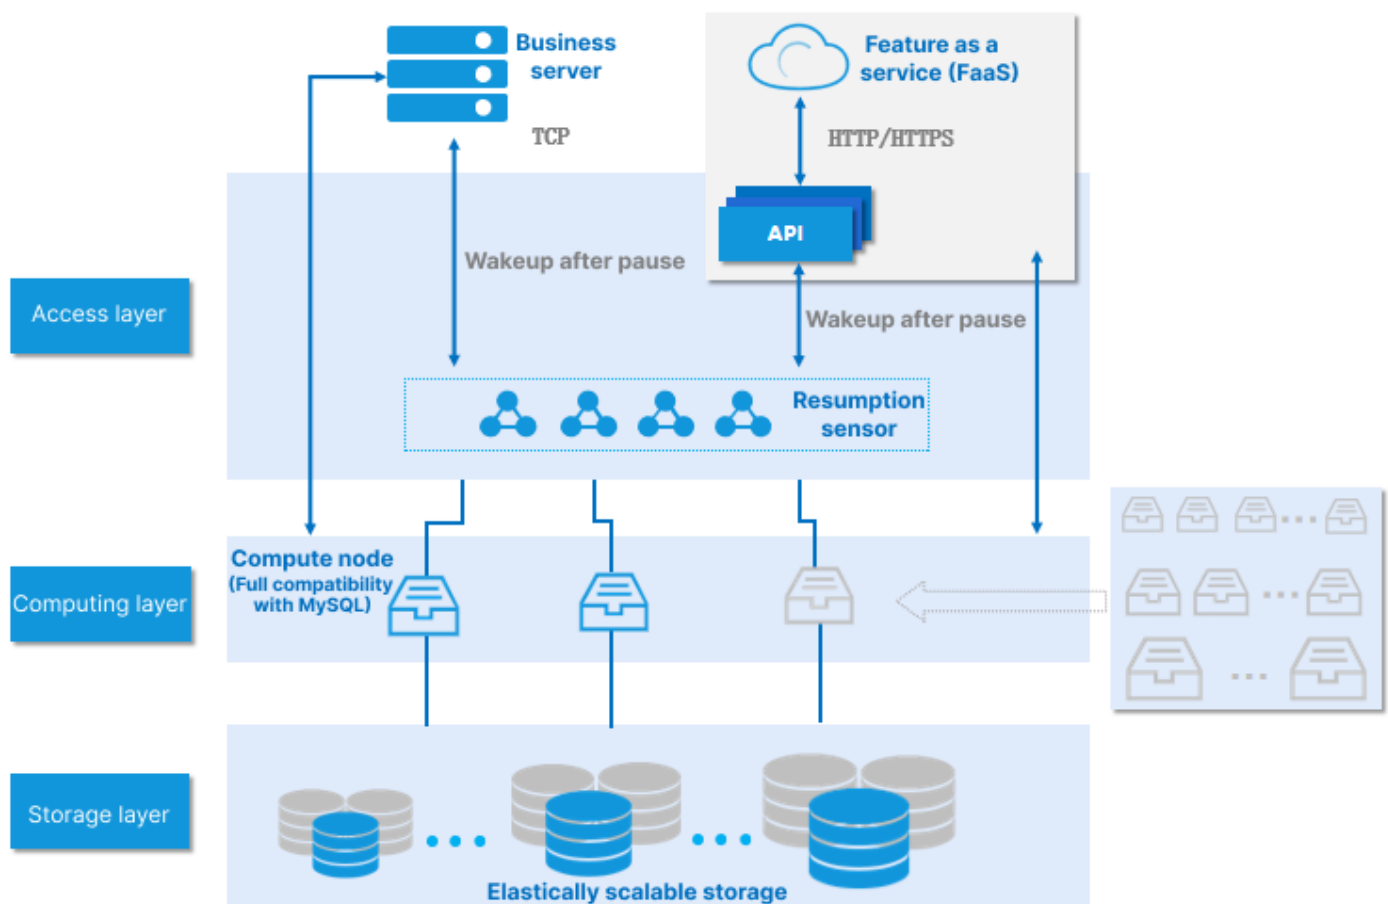 Business
server
TCP
Feature as a
service (FaaS)
HTTP/HTTPS
API
Wakeup after pause
Wakeup after pause
Access layer
Resumption
sensor
Compute node
(Full compatibility
with MySQL)
Computing layer
Storage layer
Elastically scalable storage